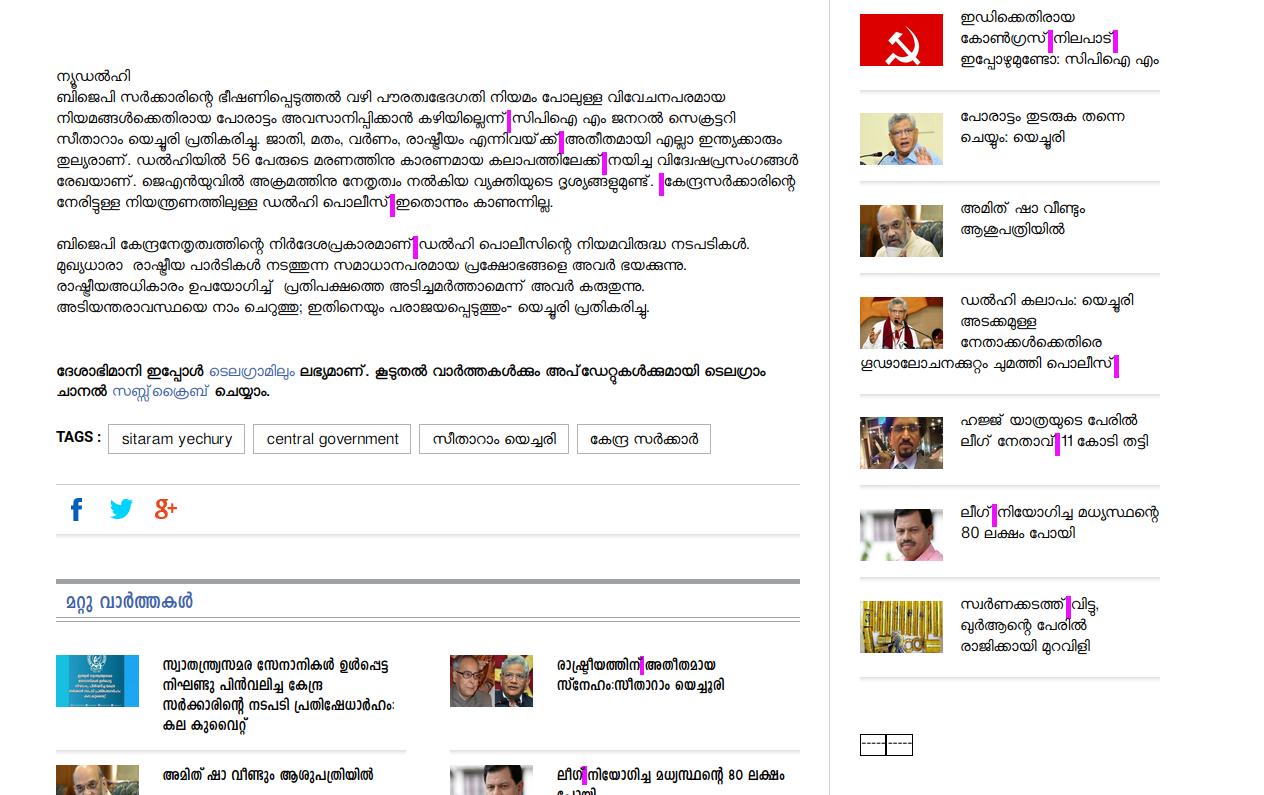 ന്യൂഡൽഹി
ബിജെപി സർക്കാരിന്റെ ഭീഷണിപ്പെടുത്തൽ വഴി പൗരത്വഭേദഗതി നിയമം പോലുള്ള വിവേചനപരമായ
നിയമങ്ങൾക്കെതിരായ പോരാട്ടം അവസാനിപ്പിക്കാൻ കഴിയില്ലെന്ന് സിപിഐ എം ജനറൽ സെക്രട്ടറി
സീതാറാം യെച്ചൂരി പ്രതികരിച്ചു. ജാതി, മതം, വർണം, രാഷ്ട്രീയം എന്നിവയ്ക്ക് അതീതമായി എല്ലാ ഇന്ത്യക്കാരും
തുല്യരാണ്. ഡൽഹിയിൽ 56 പേരുടെ മരണത്തിനു കാരണമായ കലാപത്തിലേക്ക് നയിച്ച വിദ്വേഷപ്രസംഗങ്ങൾ
രേഖയാണ്. ജെഎൻയുവിൽ അക്രമത്തിനു നേതൃത്വം നൽകിയ വ്യക്തിയുടെ ദൃശ്യങ്ങളുമുണ്ട്. കേന്ദ്രസർക്കാരിന്റെ
നേരിട്ടുള്ള നിയന്ത്രണത്തിലുള്ള ഡൽഹി പൊലീസ് ഇതൊന്നും കാണുന്നില്ല.
ബിജെപി കേന്ദ്രനേതൃത്വത്തിന്റെ നിർദേശപ്രകാരമാണ് ഡൽഹി പൊലീസിന്റെ നിയമവിരുദ്ധ നടപടികൾ.
മുഖ്യധാരാ രാഷ്ട്രീയ പാർടികൾ നടത്തുന്ന സമാധാനപരമായ പ്രക്ഷോഭങ്ങളെ അവർ ഭയക്കുന്നു.
രാഷ്ട്രീയഅധികാരം ഉപയോഗിച്ച് പ്രതിപക്ഷത്തെ അടിച്ചമർത്താമെന്ന് അവർ കരുതുന്നു.
അടിയന്തരാവസ്ഥയെ നാം ചെറുത്തു; ഇതിനെയും പരാജയപ്പെടുത്തും- യെച്ചൂരി പ്രതികരിച്ചു.
ദേശാഭിമാനി ഇപ്പോൾ ടെലഗ്രാമിലും ലഭ്യമാണ്. കൂടുതൽ വാർത്തകൾക്കും അപ്ഡേറ്റുകൾക്കുമായി ടെലഗ്രാം
ചാനൽ സബ്സ്ക്രൈബ് ചെയ്യാം.
TAGS : sitaram yechury central government സീതാറാം യെച്ചരി കേന്ദ്ര സർക്കാർ
മറ്റു വാർത്തകൾ
സ്വാതന്ത്ര്യസമര സേനാനികൾ ഉൾപ്പെട്ട
നിഘണ്ടു പിൻവലിച്ച കേന്ദ്ര
സർക്കാരിന്റെ നടപടി പ്രതിഷേധാർഹം:
കല കുവൈറ്റ്
രാഷ്ട്രീയത്തിന് അതീതമായ
സ്നേഹം:സീതാറാം യെച്ചൂരി
അമിത് ഷാ വീണ്ടും ആശുപത്രിയിൽ
ലീഗ് നിയോഗിച്ച മധ്യസ്ഥന്റെ 80 ലക്ഷം
ഇഡിക്കെതിരായ
കോൺഗ്രസ് നിലപാട്
ഇപ്പോഴുമുണ്ടോ: സിപിഐ എം
പോരാട്ടം തുടരുക തന്നെ
ചെയ്യും: യെച്ചൂരി
അമിത് ഷാ വീണ്ടും
ആശുപത്രിയിൽ
ഡൽഹി കലാപം: യെച്ചൂരി
അടക്കമുള്ള
നേതാക്കൾക്കെതിരെ
ഗൂഢാലോചനക്കുറ്റം ചുമത്തി പൊലീസ്
ഹജ്ജ് യാത്രയുടെ പേരിൽ
ലീഗ് നേതാവ് 11 കോടി തട്ടി
ലീഗ് നിയോഗിച്ച മധ്യസ്ഥന്റെ
80 ലക്ഷം പോയി
സ്വർണക്കടത്ത് വിട്ടു,
ഖുർആന്റെ പേരിൽ
രാജിക്കായി മുറവിളി